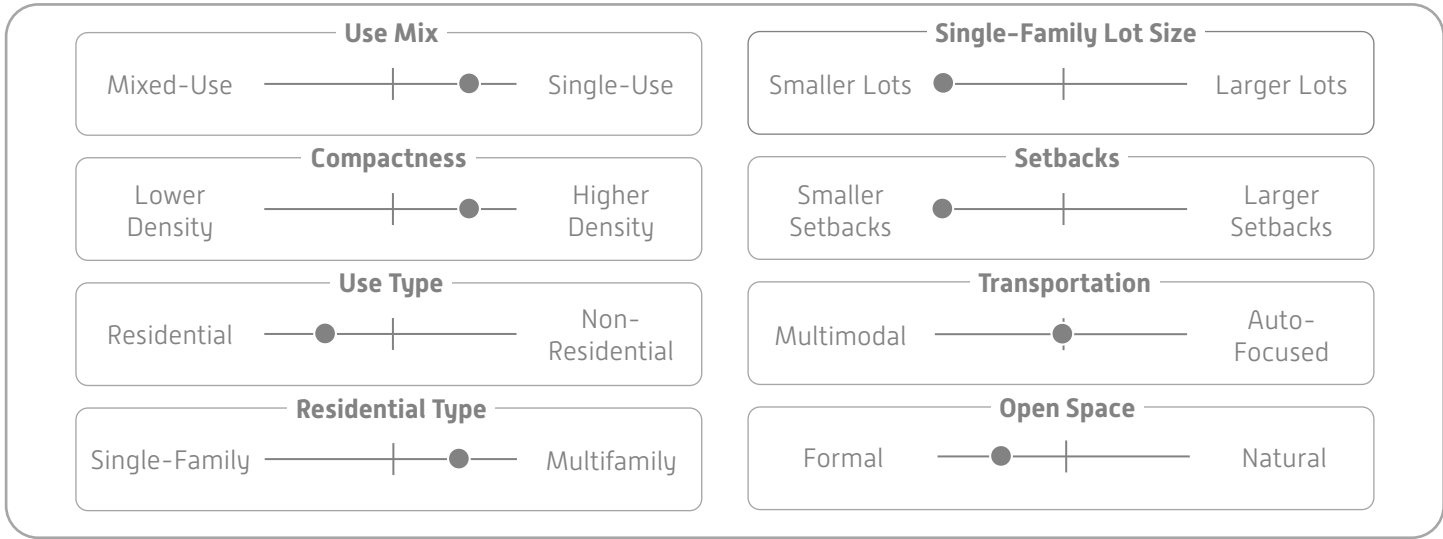 Use Mix
Mixed-Use
Single-Use
Compactness
Lower
Density
Higher
Density
Use Type
Residential
Non-
Residential
Residential Type
Single-Family
Multifamily
Single-Family Lot Size
Smaller Lots
Larger Lots
Setbacks
Smaller
Setbacks
Larger
Setbacks
Transportation
Multimodal
Auto-
Focused
Open Space
Formal
Natural